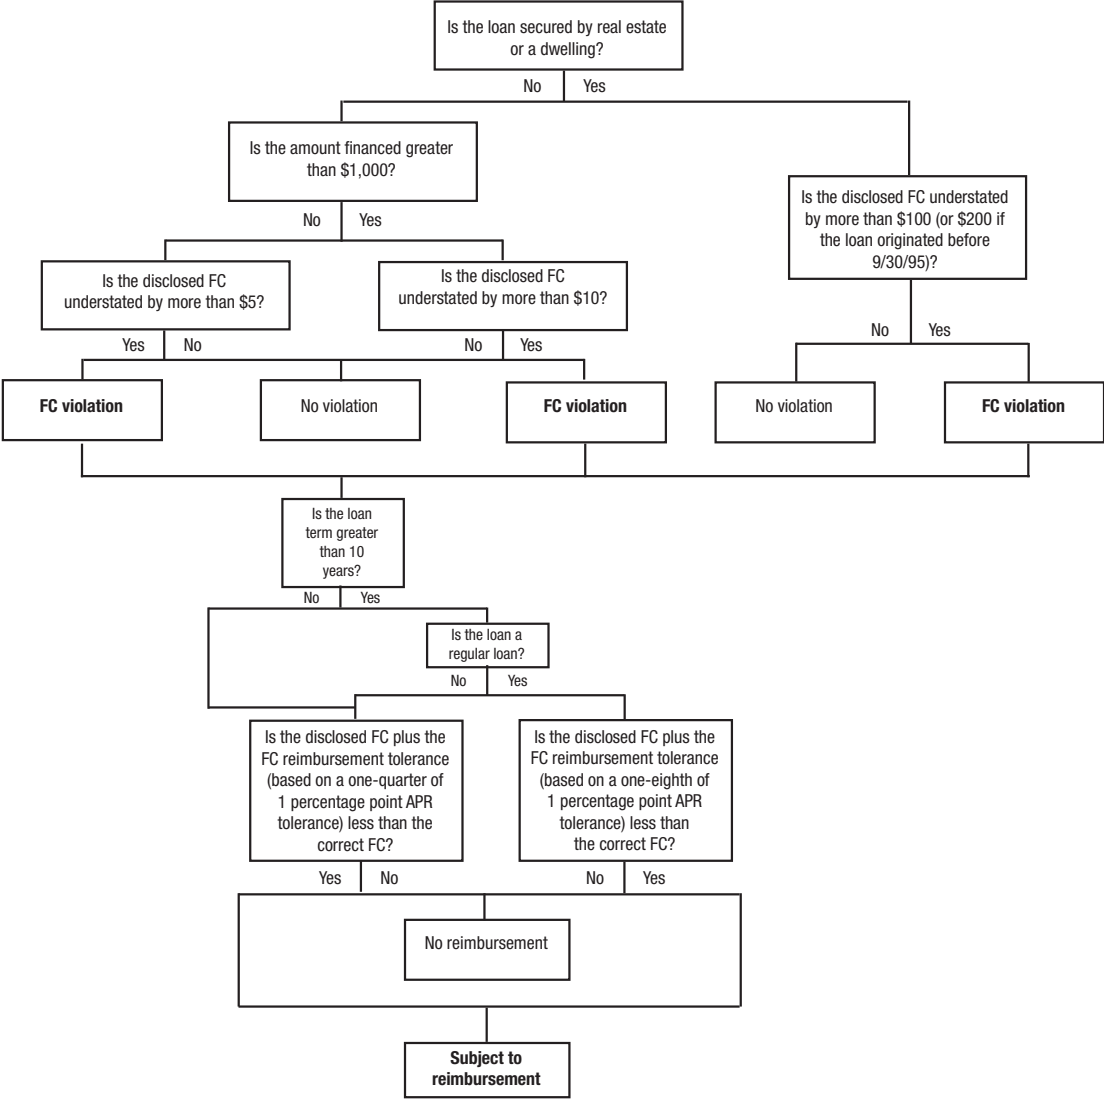 Is the loan secured by real estate
or a dwelling?
No
Yes
Is the amount financed greater
than $1,000?
Is the disclosed FC understated
by more than $100 (or $200 if
the loan originated before
9/30/95)?
No
Yes
Is the disclosed FC
understated by more than $5?
Is the disclosed FC
understated by more than $10?
No
Yes
Yes
No
No
Yes
FC violation
No violation
FC violation
No violation
FC violation
Is the loan
term greater
than 10
years?
No
Yes
Is the loan a
regular loan?
No
Yes
Is the disclosed FC plus the
FC reimbursement tolerance
(based on a one-quarter of
1 percentage point APR
tolerance) less than the
correct FC?
Is the disclosed FC plus the
FC reimbursement tolerance
(based on a one-eighth of
1 percentage point APR
tolerance) less than
the correct FC?
Yes
No
No
Yes
No reimbursement
Subject to
reimbursement